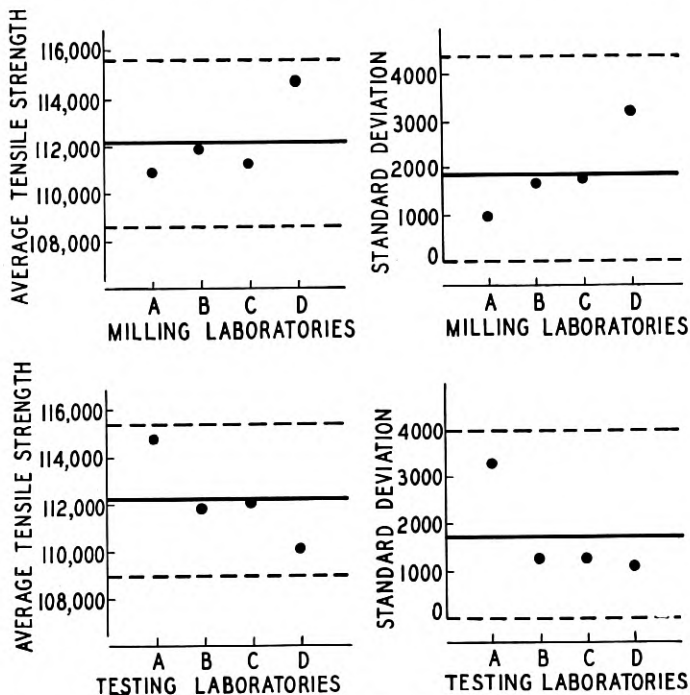 AVERAGE TENSILE STRENGTH
116,000
114,000
112,000
110,000
108,000
A B C D
MILLING LABORATORIES
STANDARD DEVIATION
4000
3000
2000
1000
0
A B C D
MILLING LABORATORIES
AVERAGE TENSILE STRENGTH
116,000
114,000
112,000
110,000
108,000
A B C D
TESTING LABORATORIES
STANDARD DEVIATION
4000
3000
2000
1000
0
A B C D
TESTING LABORATORIES